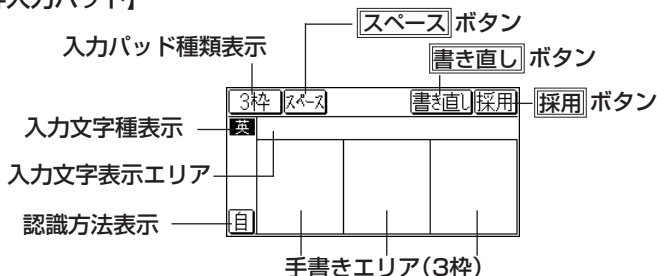 入力パッド】
スペース ボタン
入力パッド種類表示
書き直し ボタン
3枠 スペース 書き直し 採用
採用 ボタン
英
入力文字種表示
入力文字表示エリア
認識方法表示
自
手書きエリア(3枠)